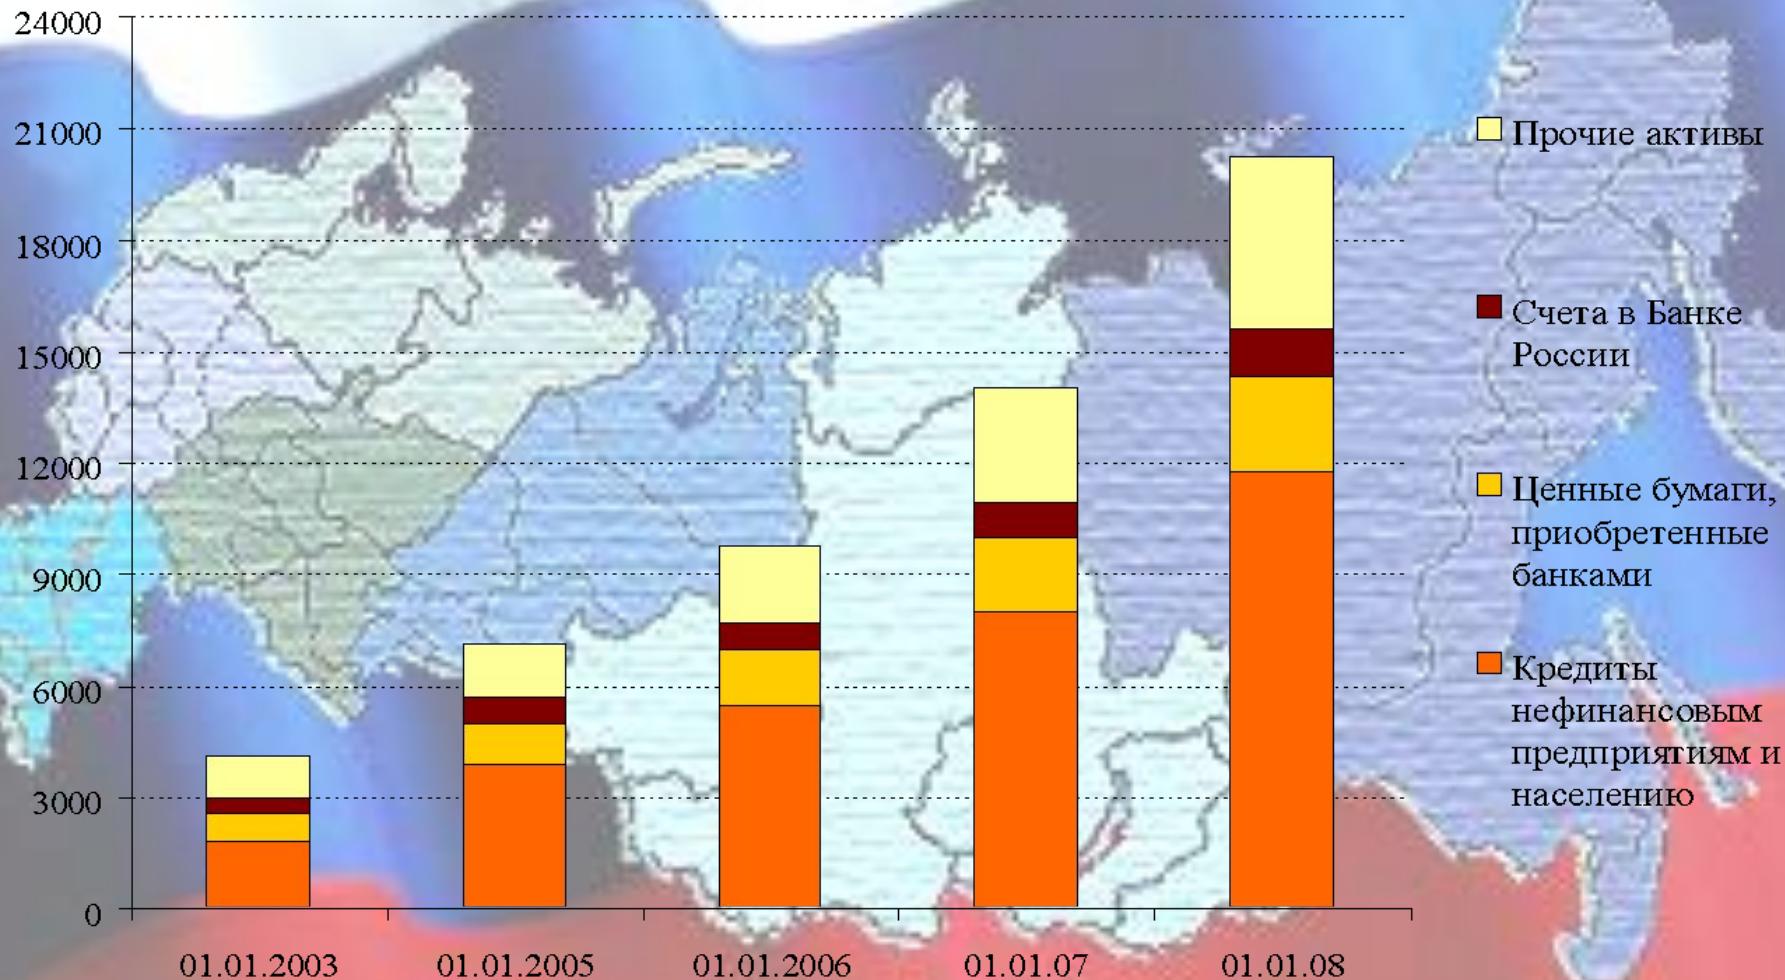 24000
21000
18000
15000
12000
9000
6000
3000
0
01.01.2003
01.01.2005
01.01.2006
01.01.07
01.01.08
Прочие активы
Счета в Банке
России
Ценные бумаги,
приобретенные
банками
Кредиты
нефинансовым
предприятиям и
населению